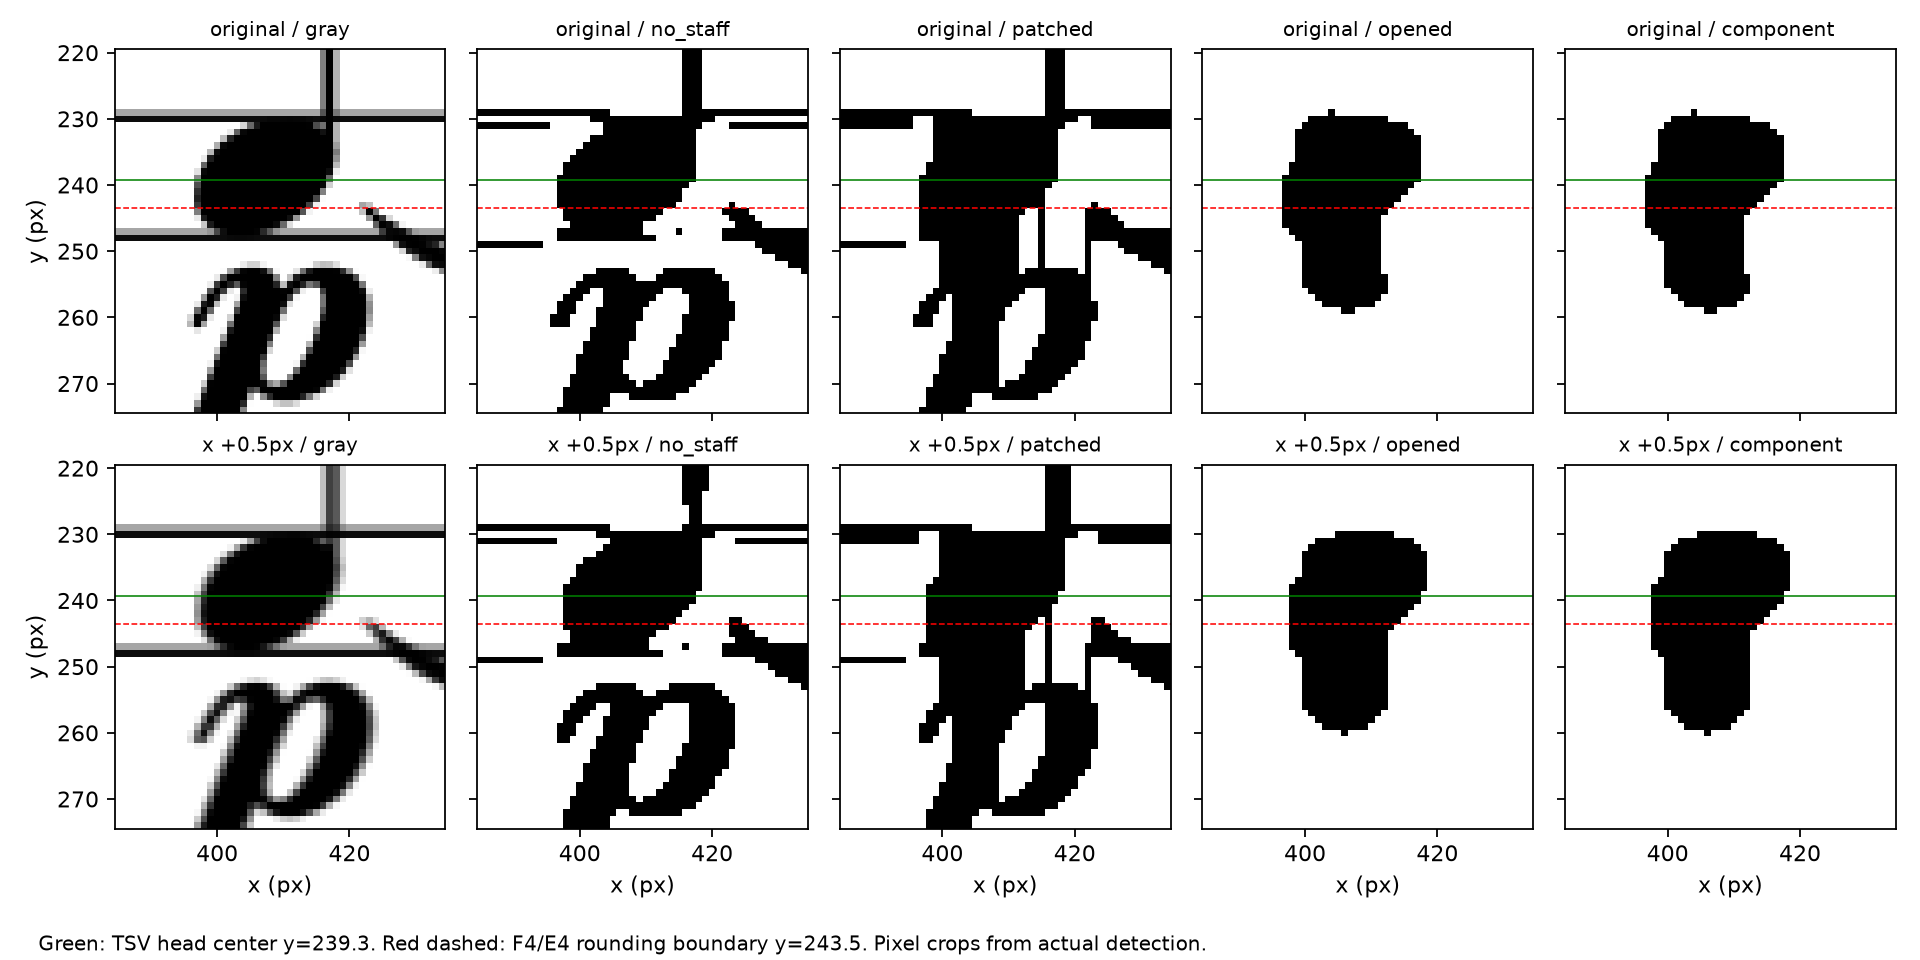 original / gray
original / no_staff
original / patched
original / opened
original / component
220
230
240
250
260
270
y (px)
p
p
p
400
420
x +0.5px / gray
x +0.5px / no_staff
x +0.5px / patched
x +0.5px / opened
x +0.5px / component
220
230
240
250
260
270
y (px)
p
p
p
400
420
400
420
400
420
400
420
400
420
x (px)
x (px)
x (px)
x (px)
x (px)
Green: TSV head center y=239.3. Red dashed: F4/E4 rounding boundary y=243.5. Pixel crops from actual detection.